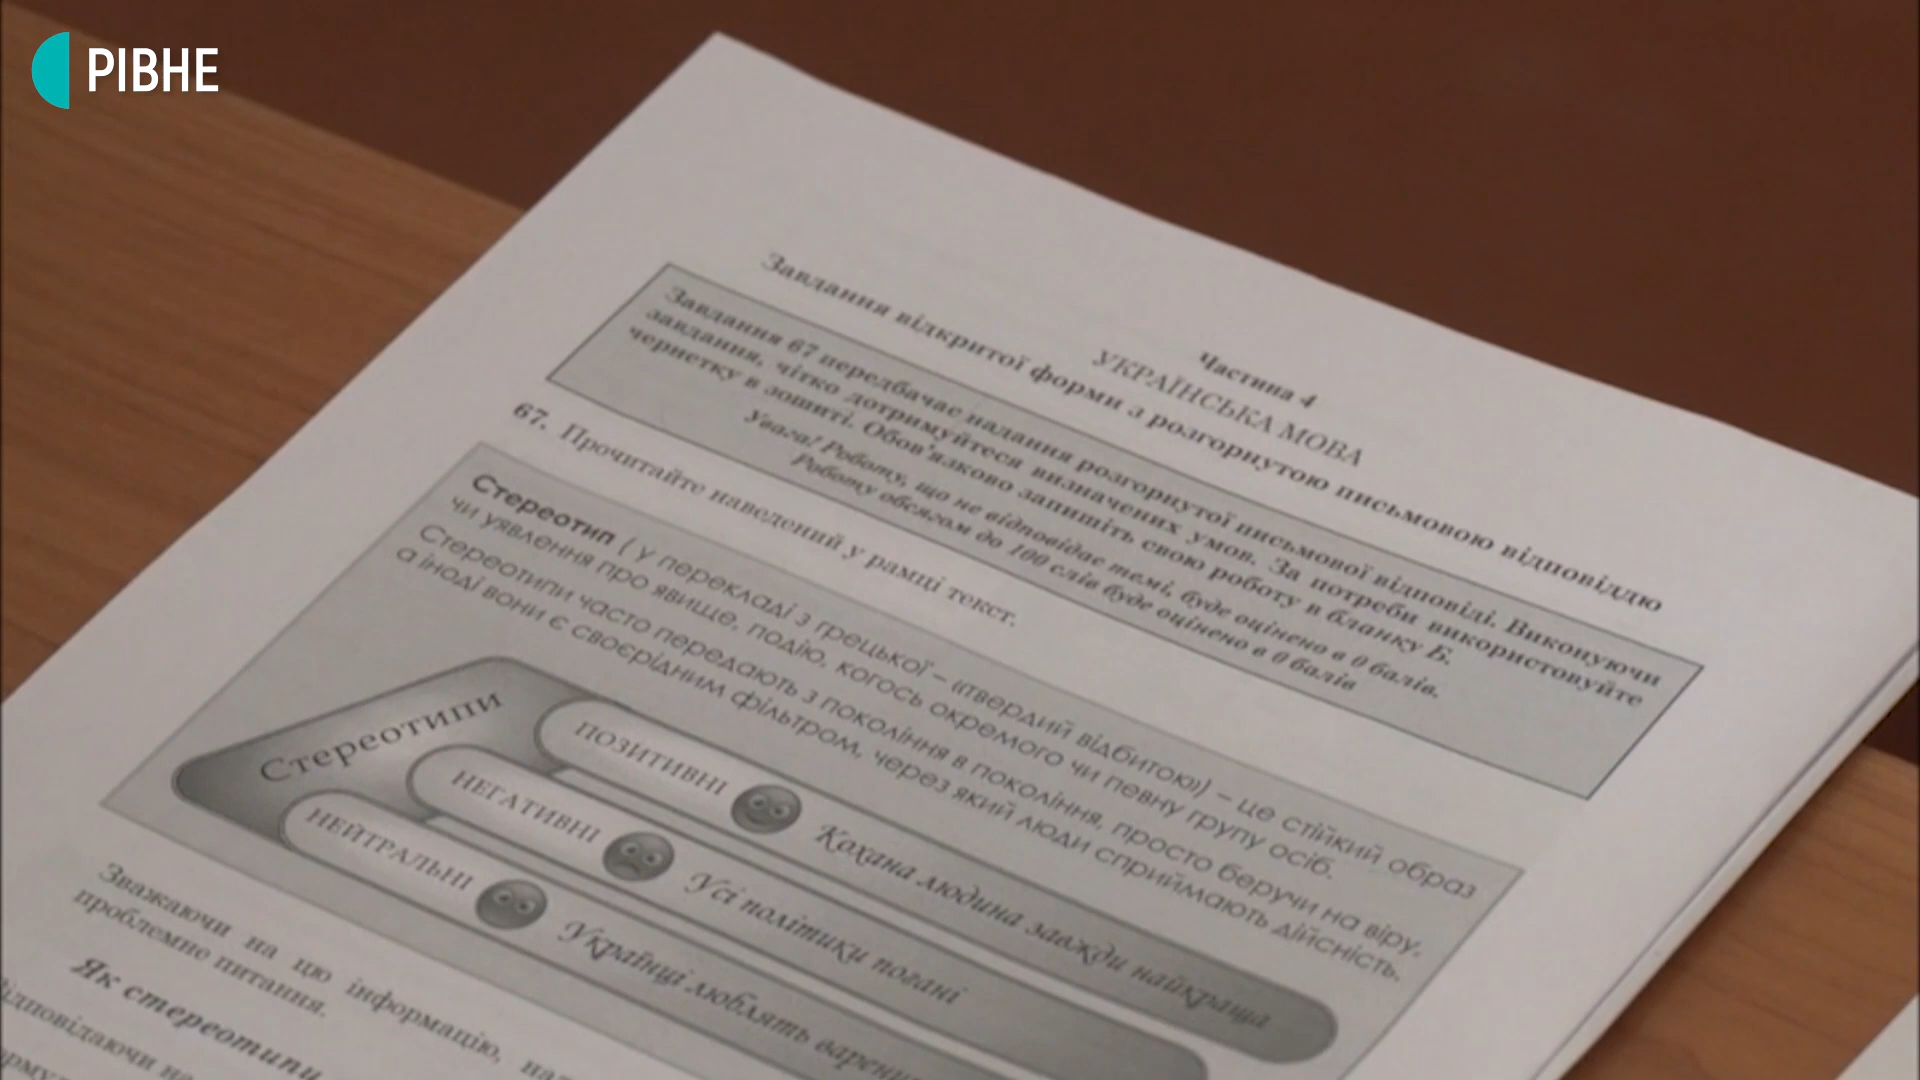 РІВНЕ
Частина 4
УКРАЇНСЬКА МОВА
Завдання відкритої форми з розгорнутою письмовою відповіддю
Завдання 67 передбачає надання розгорнутої письмової відповіді. Виконуючи
завдання, чітко дотримуйтеся визначених умов. За потреби використовуйте
чернетку в зошиті. Обов'язково запишіть свою роботу в бланку Б.
Увага! Роботу, що не відповідає темі, буде оцінено в 0 балів.
Роботу обсягом до 100 слів буде оцінено в 0 балів
67. Прочитайте наведений у рамці текст.
Стереотип ( у перекладі з грецької – «твердий відбиток») – це стійкий образ
чи уявлення про явище, подію, когось окремого чи певну групу осіб.
Стереотипи часто передають з покоління в покоління, просто беручи на віру,
а іноді вони є своєрідним фільтром, через який люди сприймають дійсність.
Стереотипи
ПОЗИТИВНІ Кохана людина завжди найкраща
НЕГАТИВНІ Усі політики погані
НЕЙТРАЛЬНІ Українці люблять
Зважаючи на цю інформацію,
проблемне питання.
Як стереотипи